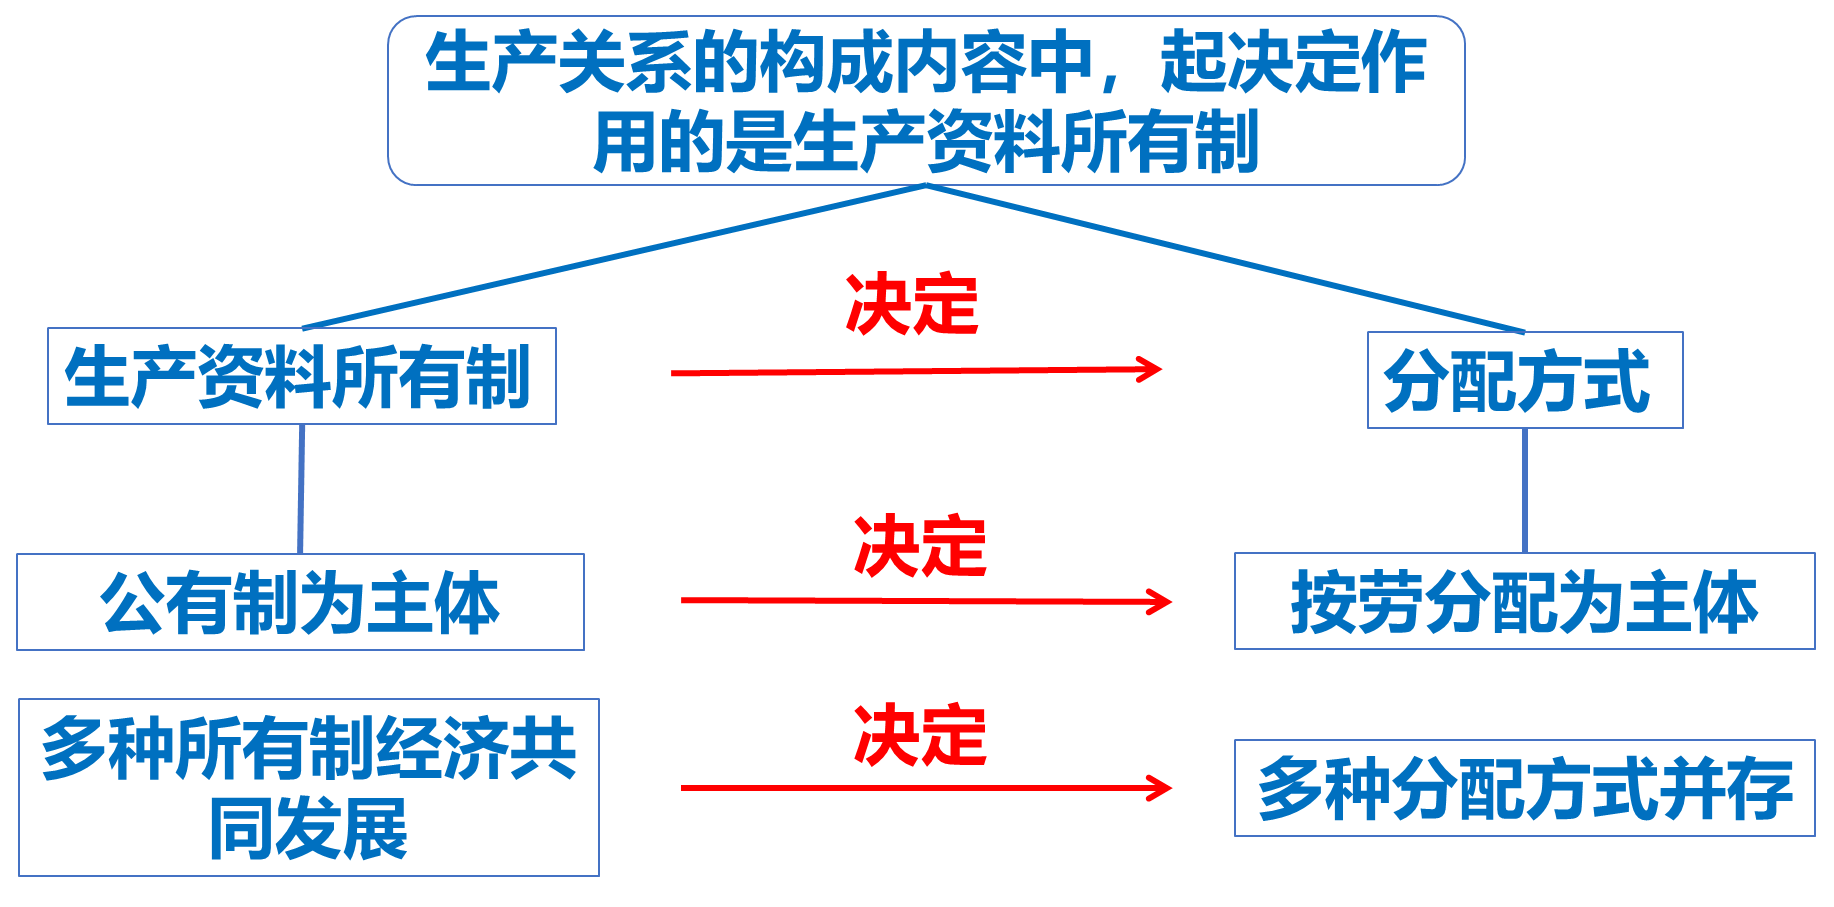 生产关系的构成内容中，起决定作
用的是生产资料所有制
决定
生产资料所有制
分配方式
决定
公有制为主体
按劳分配为主体
决定
多种所有制经济共
同发展
多种分配方式并存